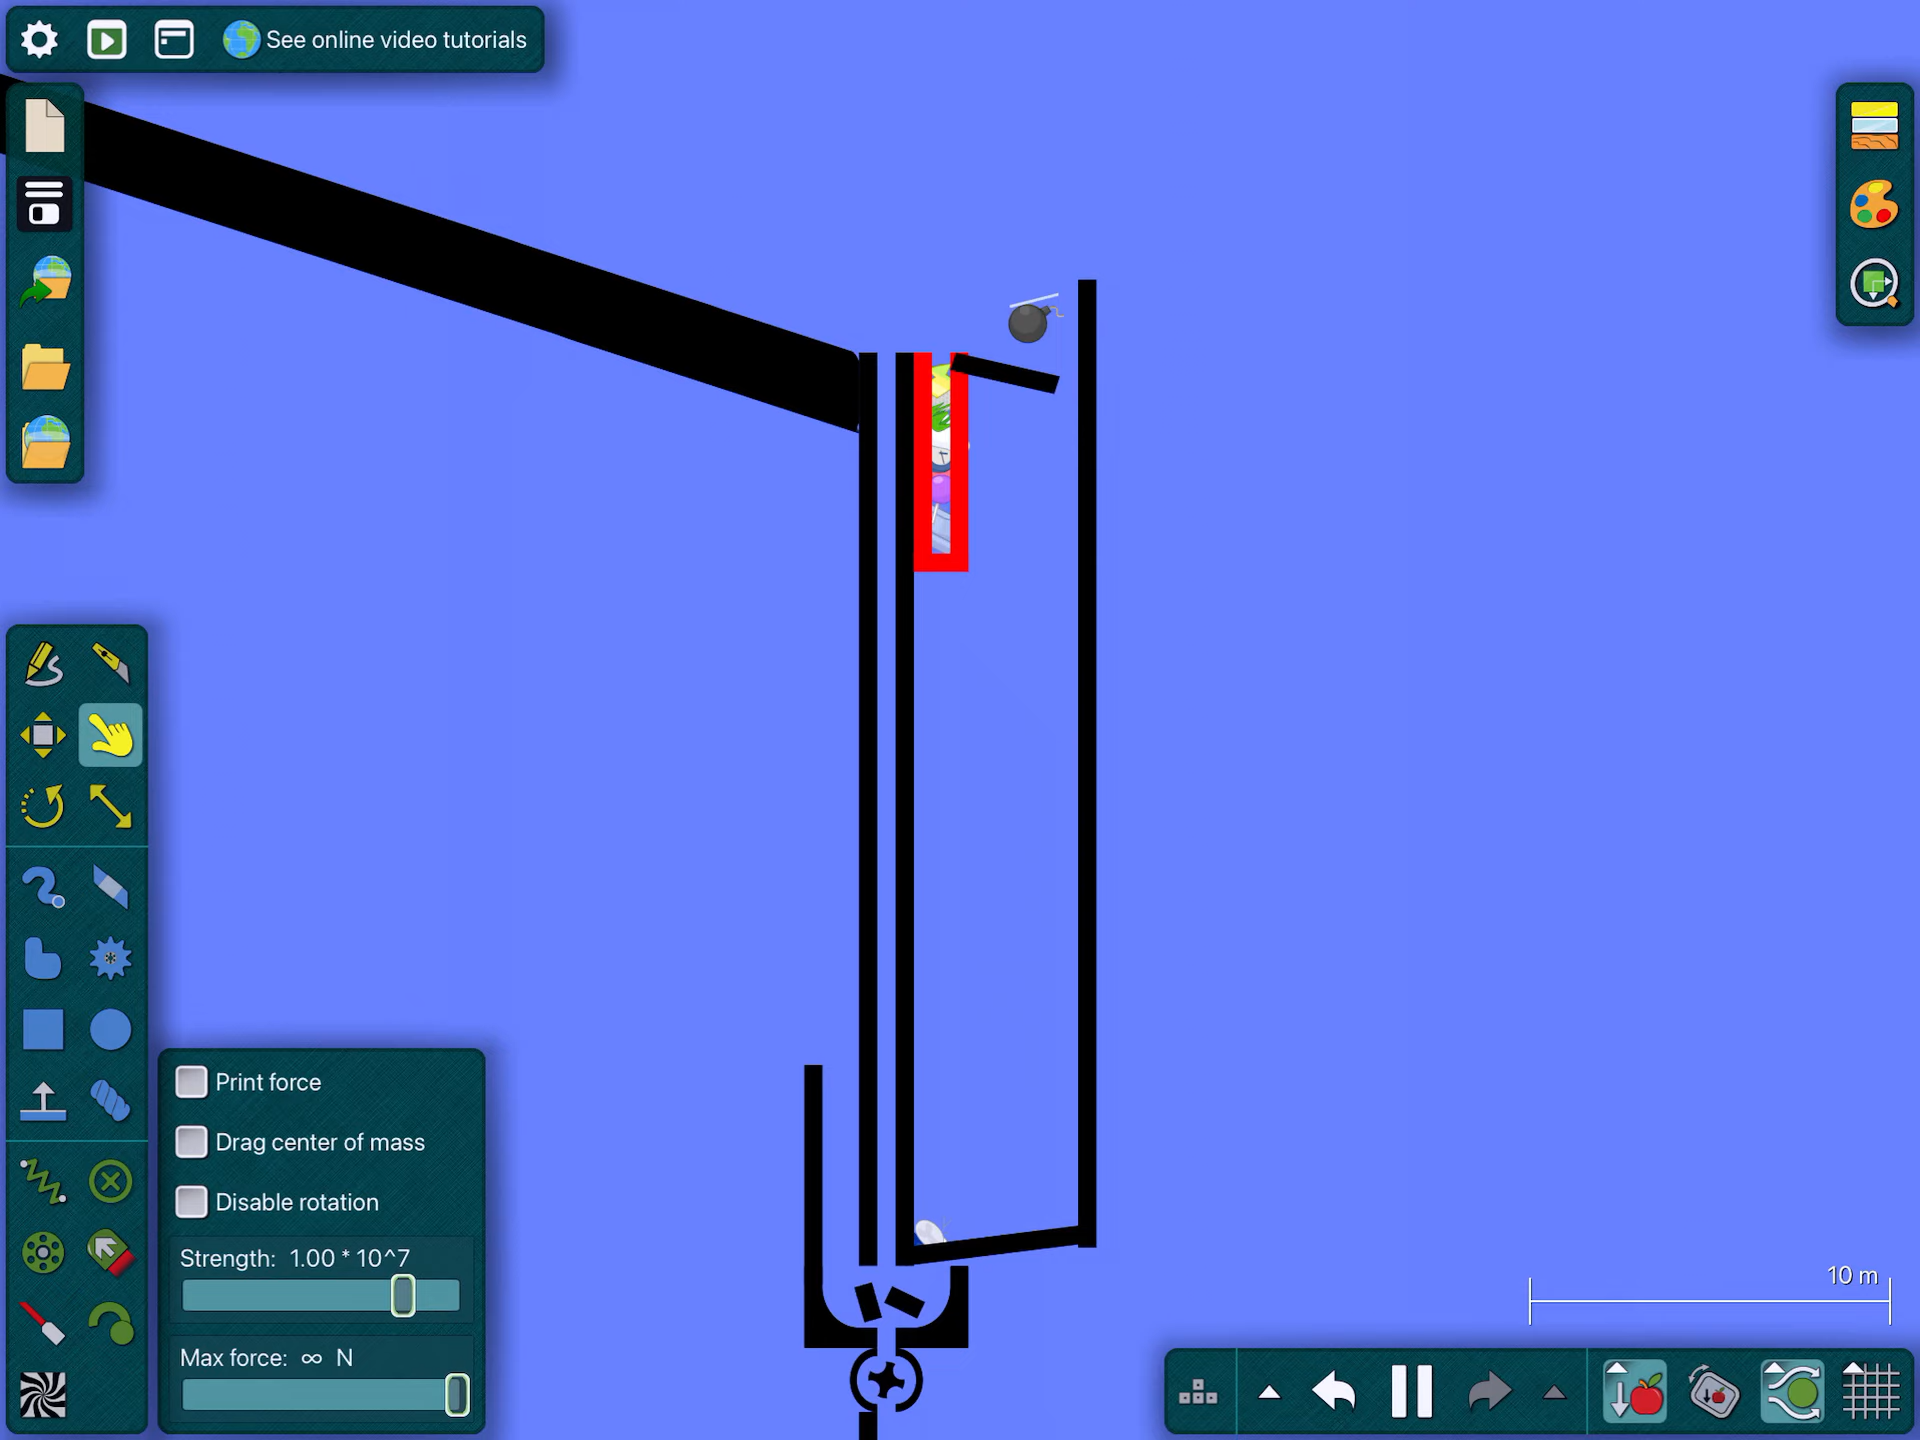 See online video tutorials
Print force
Drag center of mass
Disable rotation
Strength: 1.00 * 10^7
Max force: ∞ N
10 m